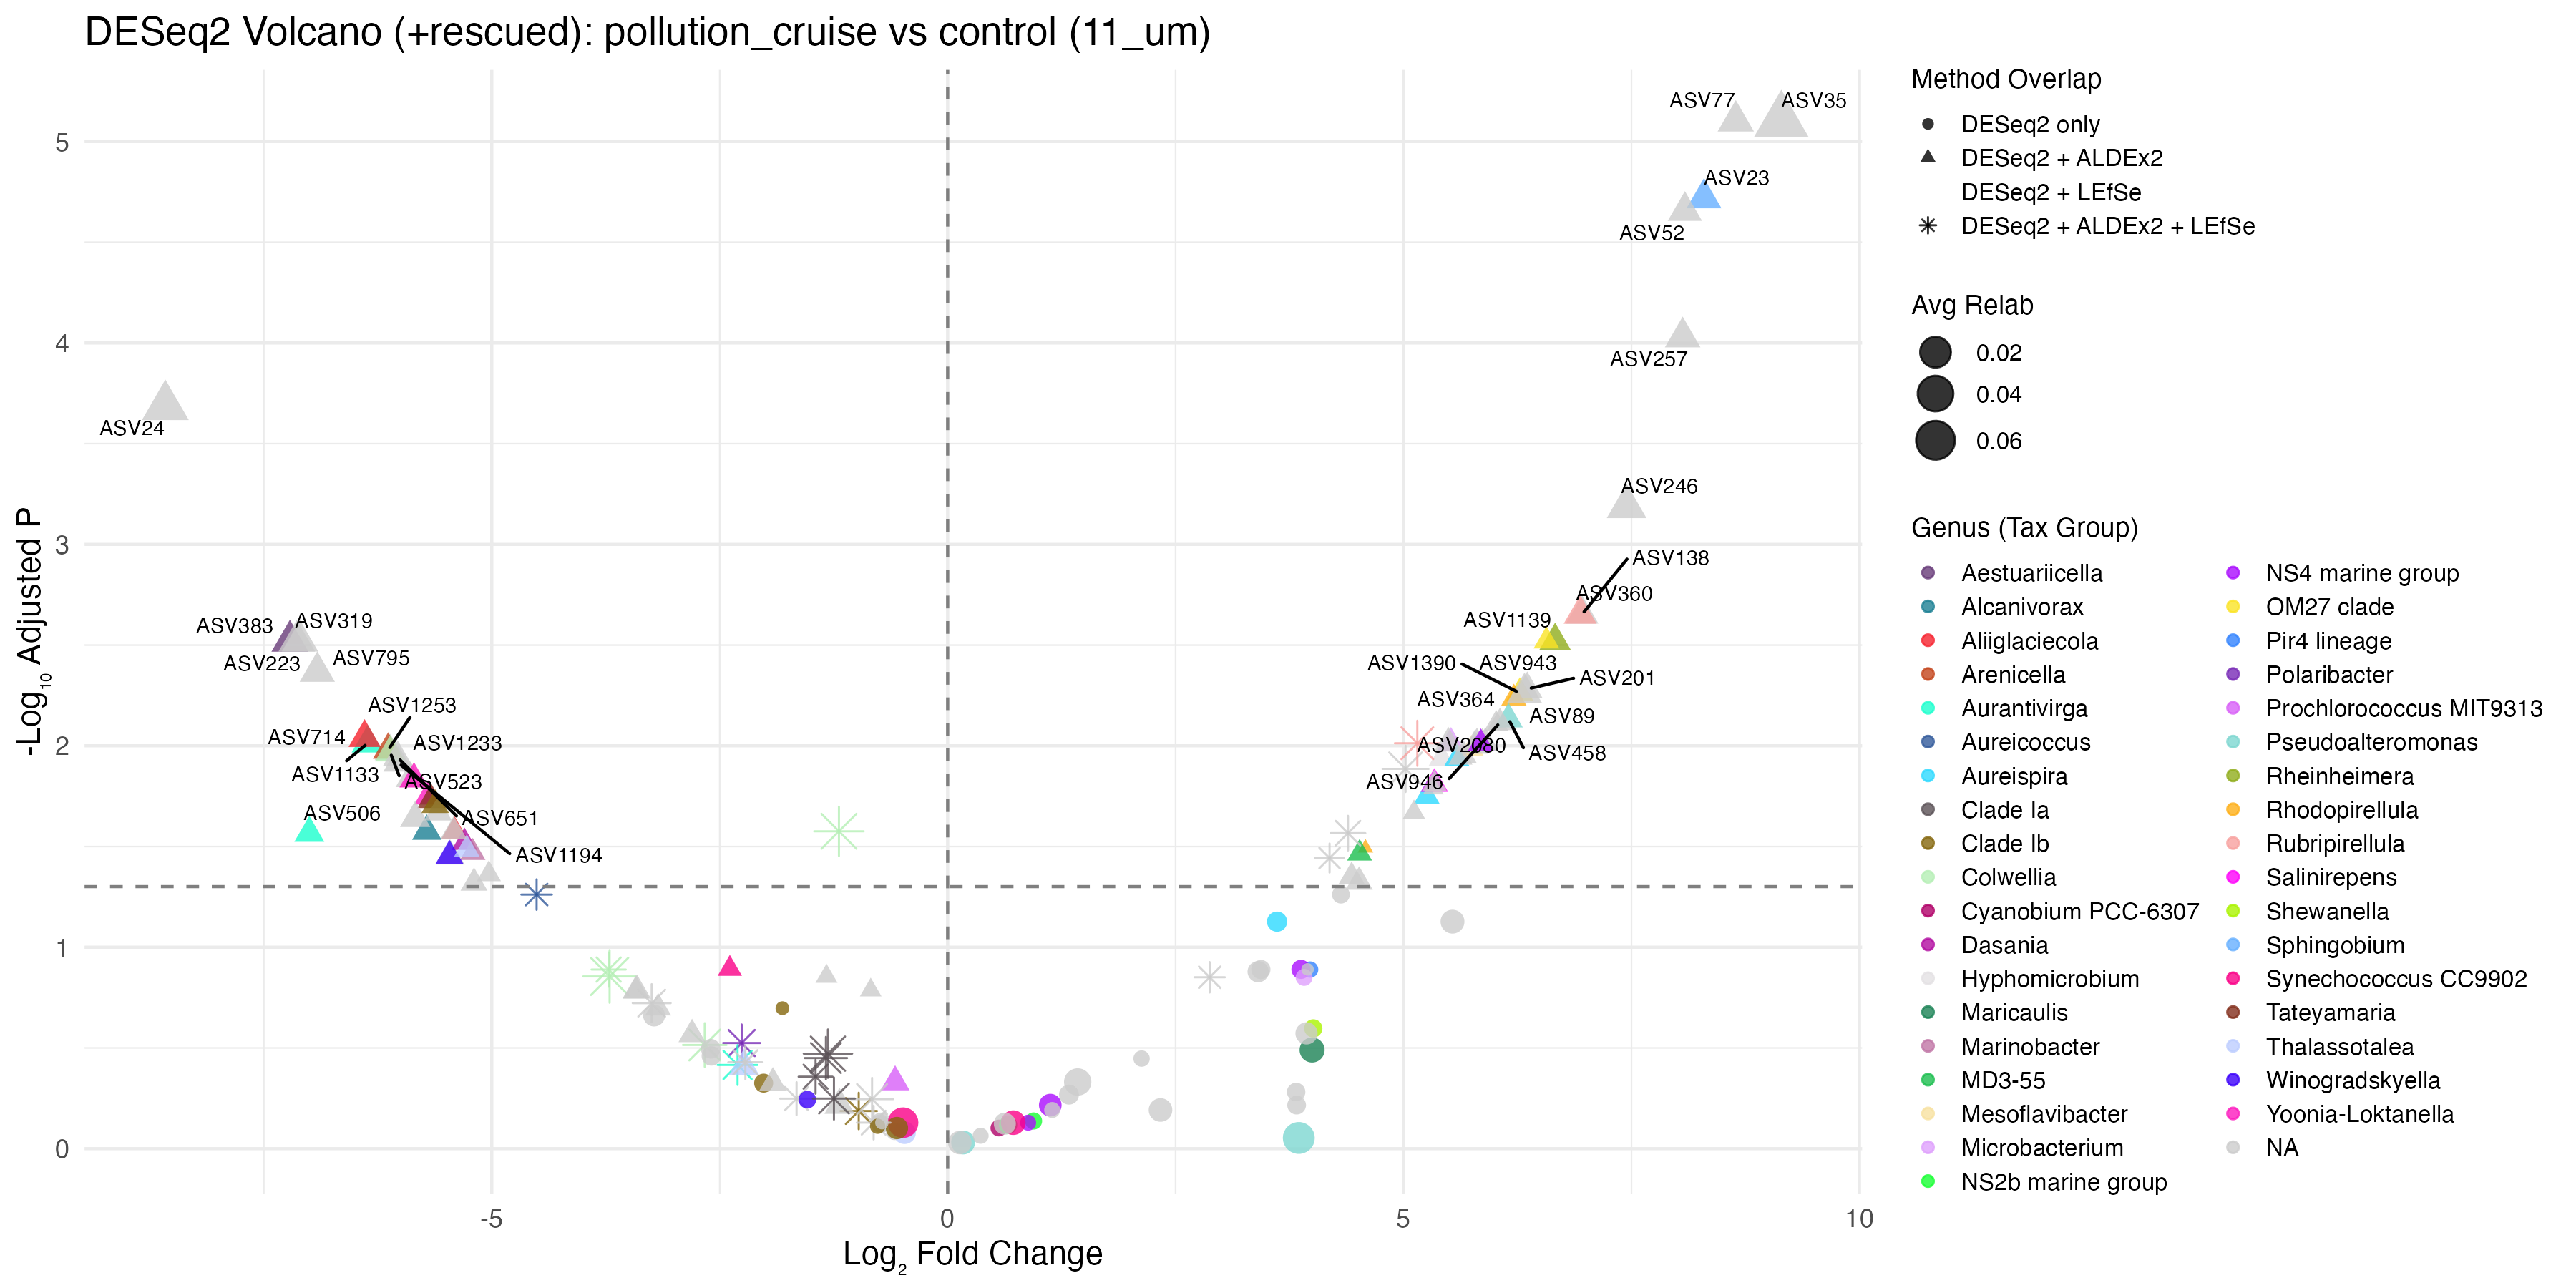 DESeq2 Volcano (+rescued): pollution_cruise vs control (11_um)
-Log10 Adjusted P
5
4
3
2
1
0
-5
0
5
10
Log2 Fold Change
ASV77
ASV35
ASV23
ASV52
ASV257
ASV24
ASV246
ASV138
ASV360
ASV1139
ASV383
ASV319
ASV223
ASV795
ASV1390
ASV943
ASV201
ASV364
ASV89
ASV1253
ASV714
ASV1233
ASV2080
ASV458
ASV1133
ASV523
ASV946
ASV506
ASV651
ASV1194
Method Overlap
DESeq2 only
DESeq2 + ALDEx2
DESeq2 + LEfSe
DESeq2 + ALDEx2 + LEfSe
Avg Relab
0.02
0.04
0.06
Genus (Tax Group)
Aestuariicella
Alcanivorax
Aliiglaciecola
Arenicella
Aurantivirga
Aureicoccus
Aureispira
Clade Ia
Clade Ib
Colwellia
Cyanobium PCC-6307
Dasania
Hyphomicrobium
Maricaulis
Marinobacter
MD3-55
Mesoflavibacter
Microbacterium
NS2b marine group
NS4 marine group
OM27 clade
Pir4 lineage
Polaribacter
Prochlorococcus MIT9313
Pseudoalteromonas
Rheinheimera
Rhodopirellula
Rubripirellula
Salinirepens
Shewanella
Sphingobium
Synechococcus CC9902
Tateyamaria
Thalassotalea
Winogradskyella
Yoonia-Loktanella
NA